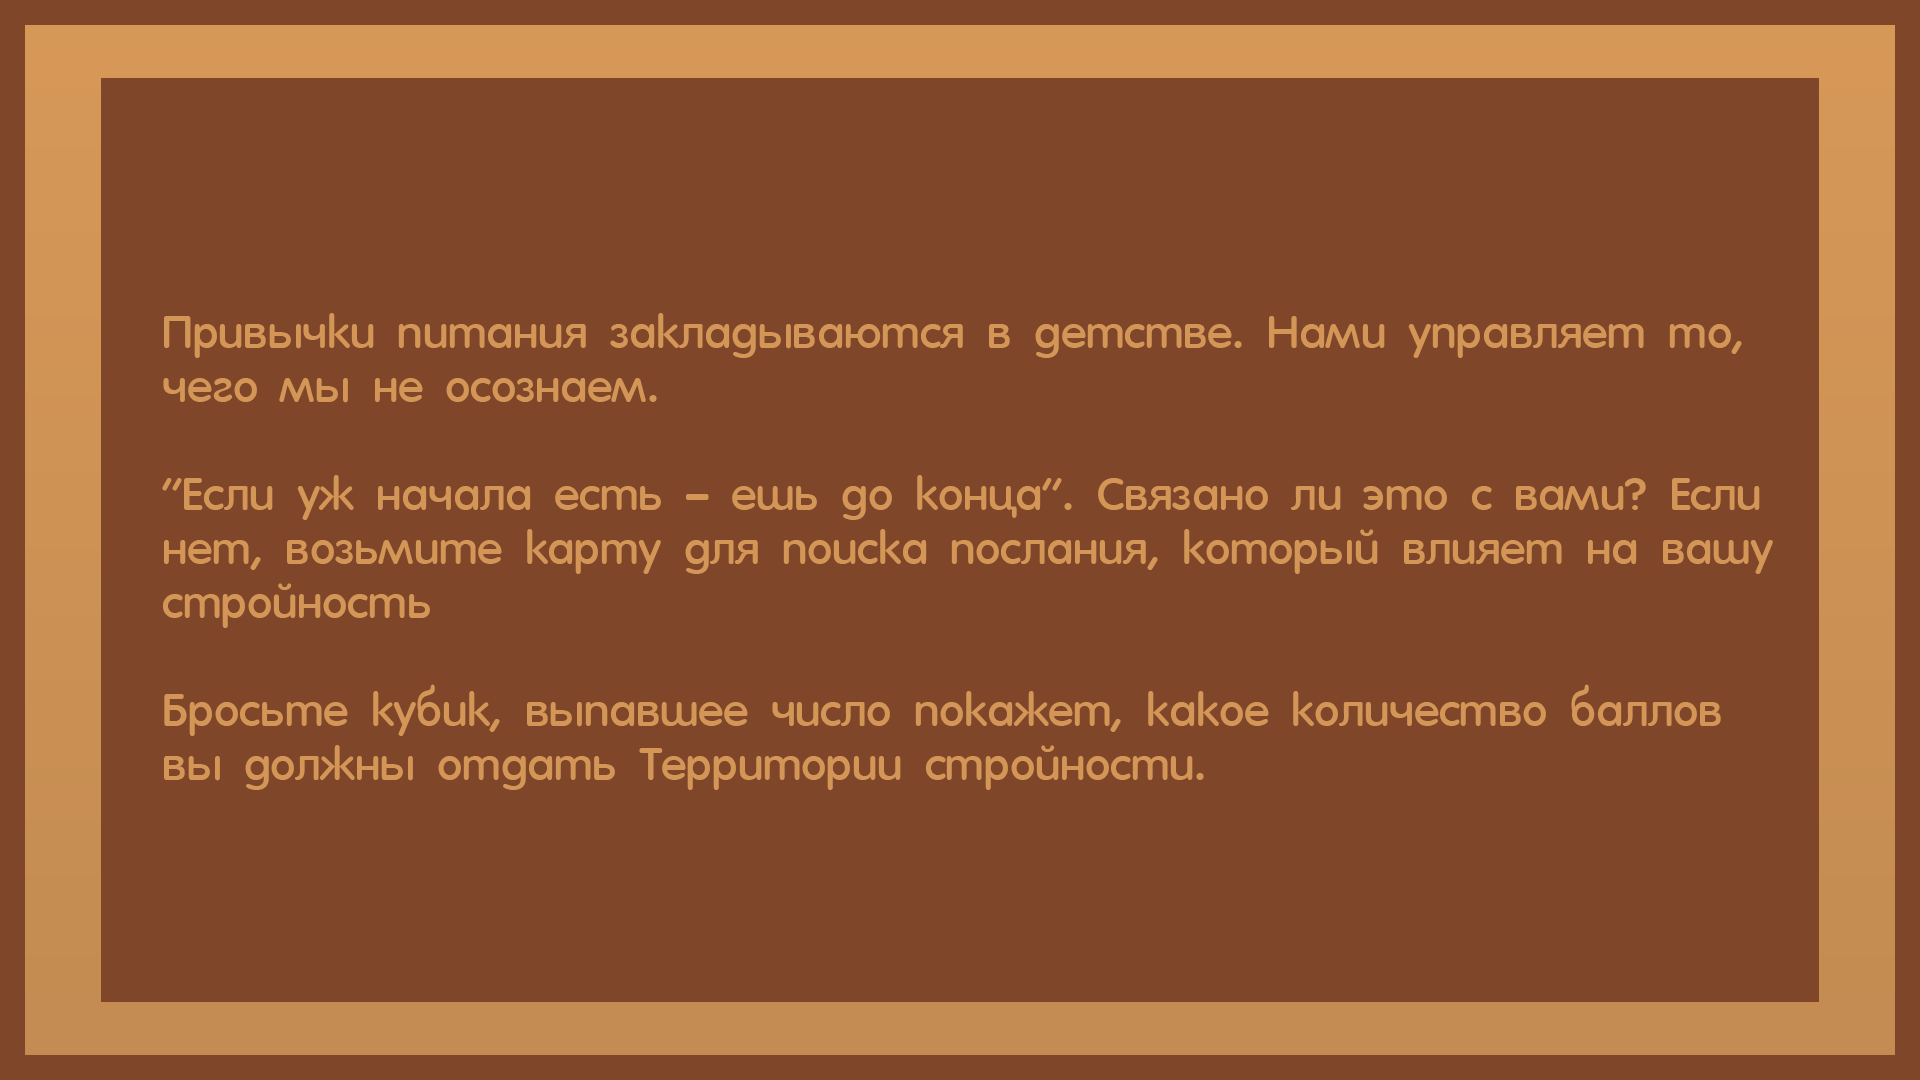 Привычки питания закладываются в детстве. Нами управляет то,
чего мы не осознаем.
"Если уж начала есть – ешь до конца". Связано ли это с вами? Если
нет, возьмите карту для поиска послания, который влияет на вашу
стройность
Бросьте кубик, выпавшее число покажет, какое количество баллов
вы должны отдать Территории стройности.